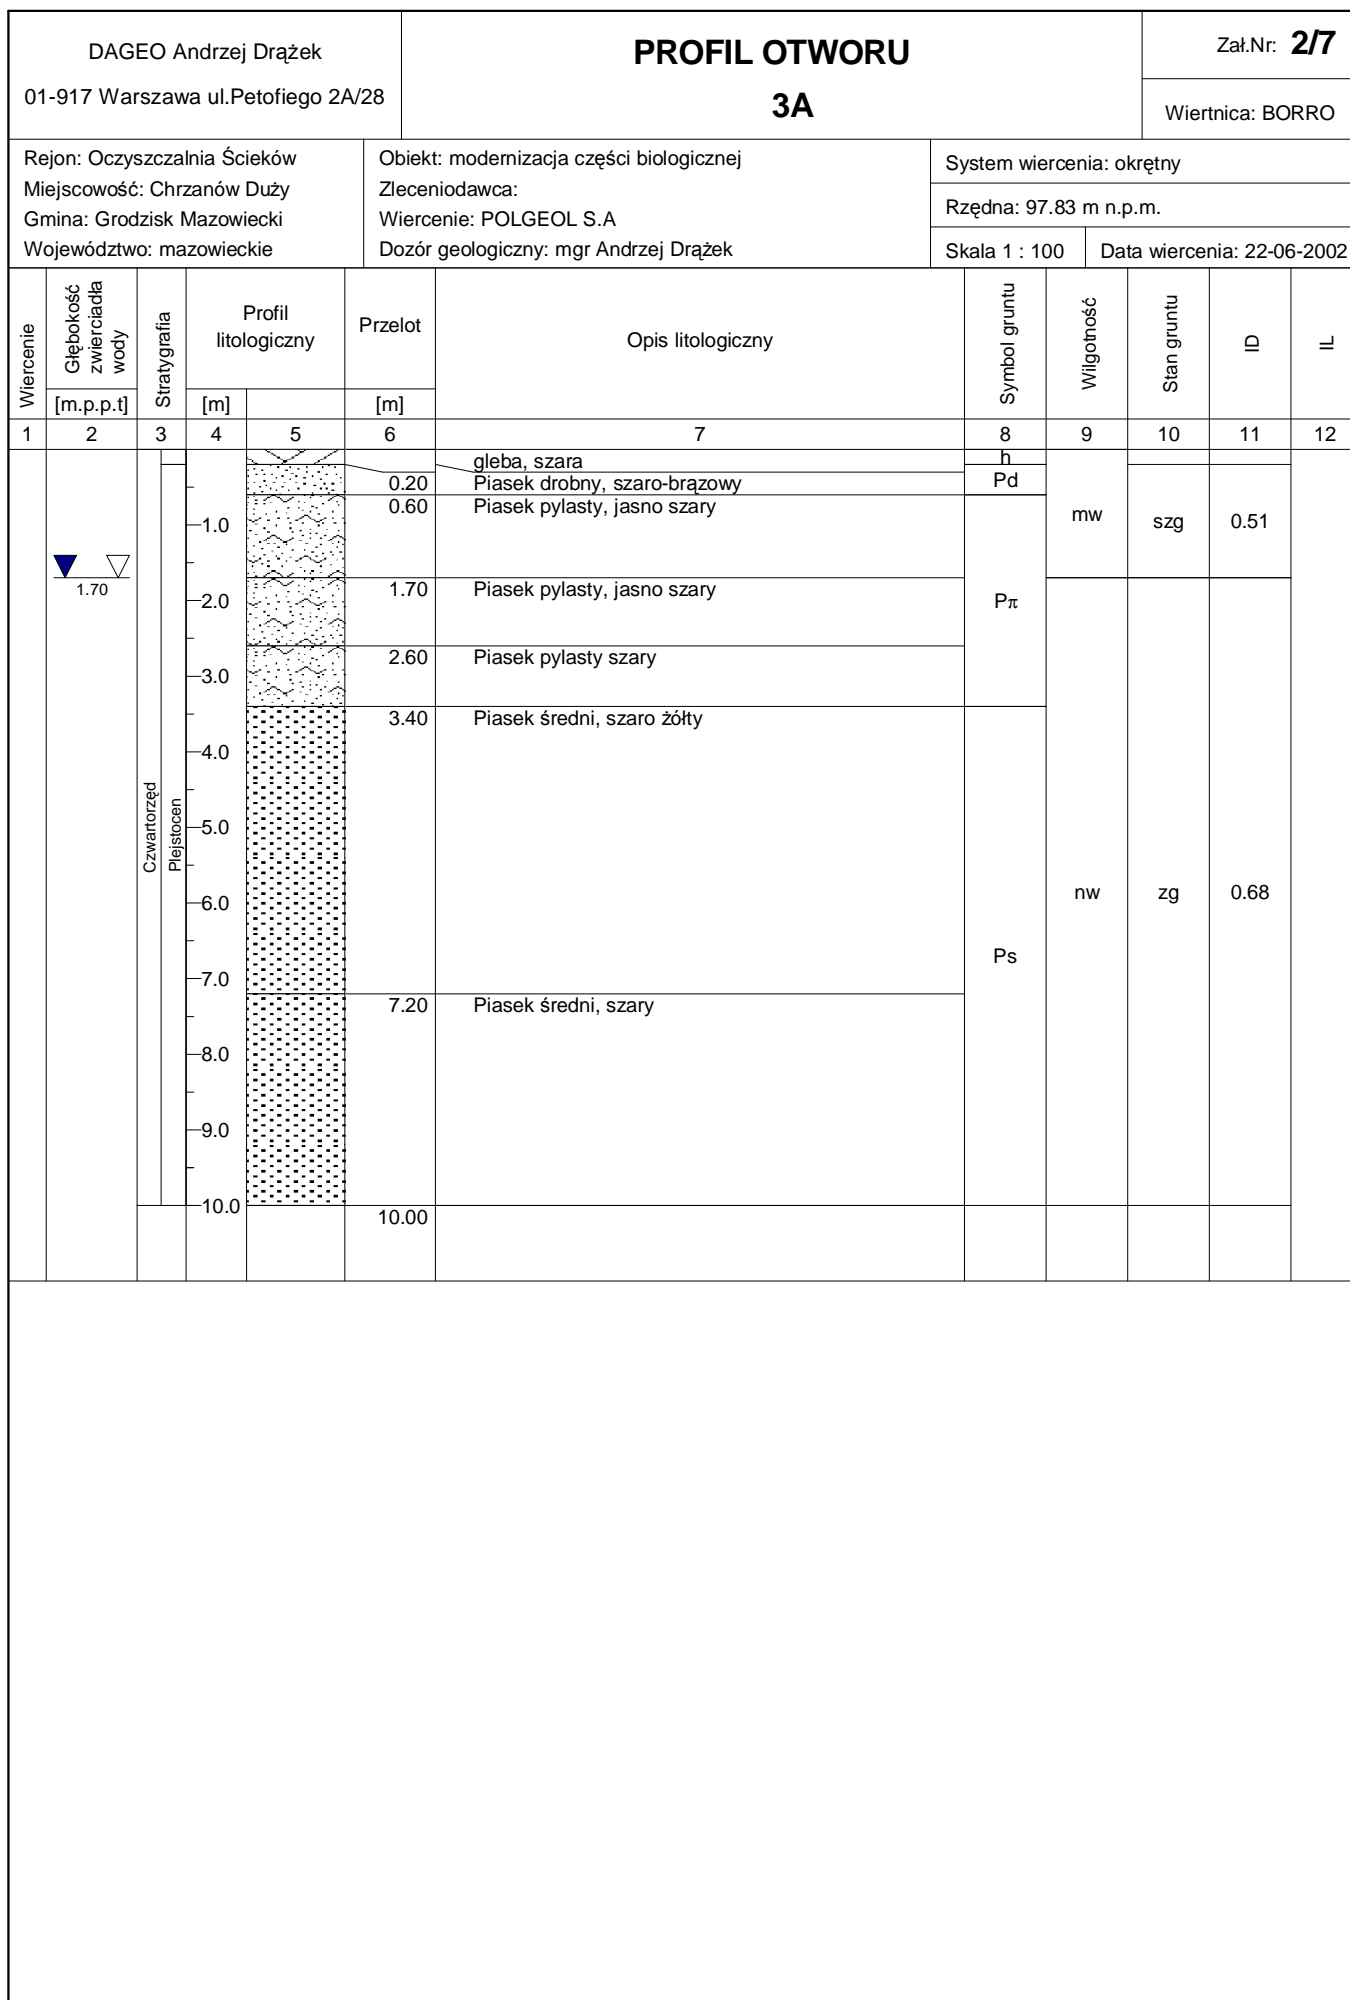 DAGEO Andrzej Drążek
01-917 Warszawa ul.Petofiego 2A/28
PROFIL OTWORU
3A
Zał.Nr: 2/7
Wiertnica: BORRO
Rejon: Oczyszczalnia Ścieków
Miejscowość: Chrzanów Duży
Gmina: Grodzisk Mazowiecki
Województwo: mazowieckie
Obiekt: modernizacja części biologicznej
Zleceniodawca:
Wiercenie: POLGEOL S.A
Dozór geologiczny: mgr Andrzej Drążek
System wiercenia: okrętny
Rzędna: 97.83 m n.p.m.
Skala 1 : 100
Data wiercenia: 22-06-2002
Wiercenie
Głębokość
zwierciadła
wody
[m.p.p.t]
Stratygrafia
Profil
litologiczny
[m]
Przelot
[m]
Opis litologiczny
Symbol gruntu
Wilgotność
Stan gruntu
ID
IL
1 2 3 4 5 6 7 8 9 10 11 12
gleba, szara h
0.20 Piasek drobny, szaro-brązowy Pd
0.60 Piasek pylasty, jasno szary
1.0 mw szg 0.51
1.70
1.70 Piasek pylasty, jasno szary
2.0 Pπ
2.60 Piasek pylasty szary
3.0
3.40 Piasek średni, szaro żółty
4.0
Czwartorzęd
Plejstocen
5.0
6.0 nw zg 0.68
Ps
7.0
7.20 Piasek średni, szary
8.0
9.0
10.0
10.00